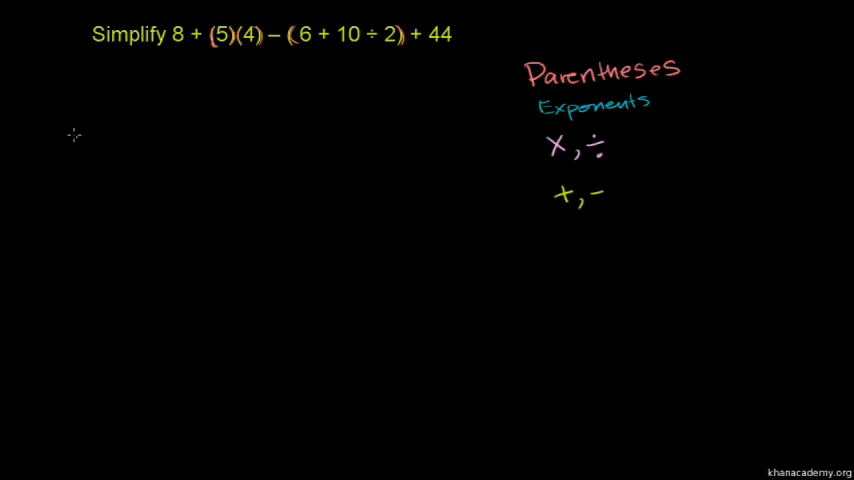 Simplify 8 + (5)(4) – (6 + 10 ÷ 2) + 44
Parentheses
Exponents
×, ÷
+, -
khanacademy.org